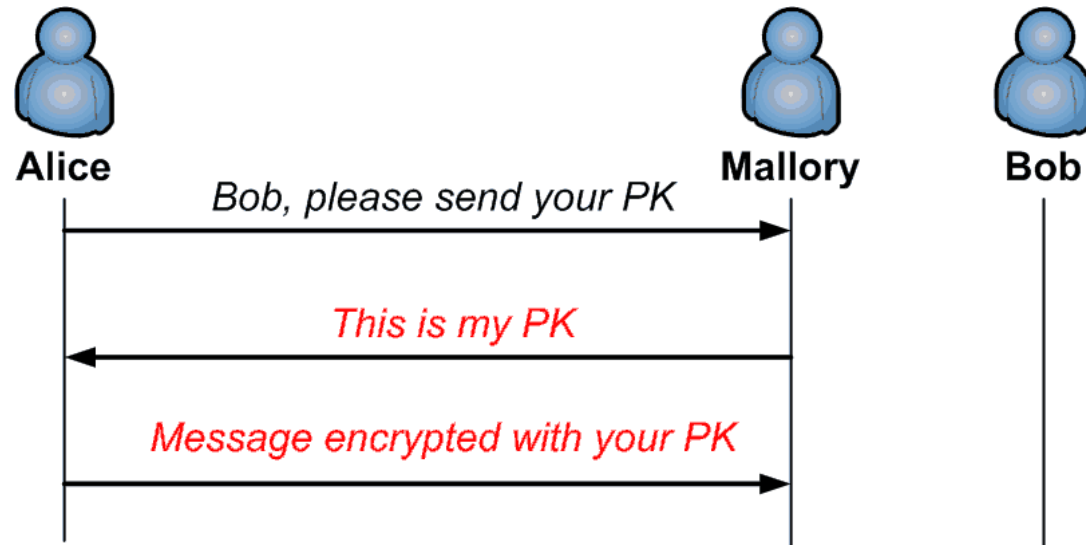 Alice
Mallory
Bob
Bob, please send your PK
This is my PK
Message encrypted with your PK